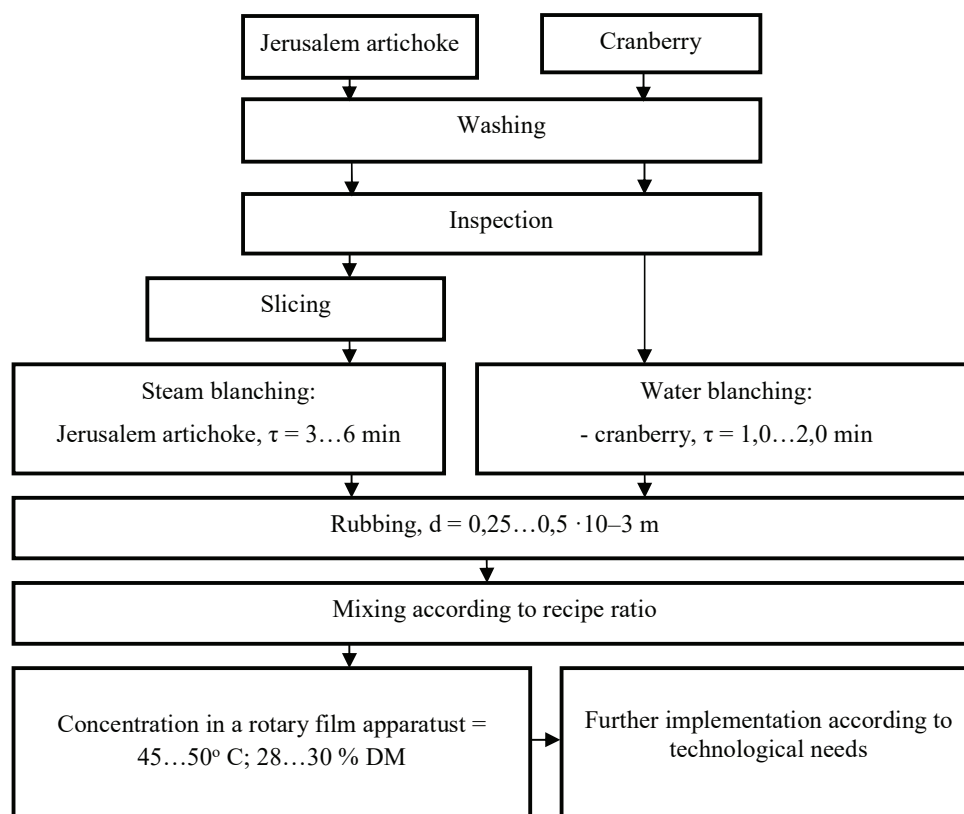 Jerusalem artichoke
Cranberry
Washing
Inspection
Slicing
Steam blanching:
Jerusalem artichoke, τ = 3…6 min
Water blanching:
- cranberry, τ = 1,0…2,0 min
Rubbing, d = 0,25…0,5 ·10–3 m
Mixing according to recipe ratio
Concentration in a rotary film apparatust =
45…50º C; 28…30 % DM
Further implementation according to
technological needs